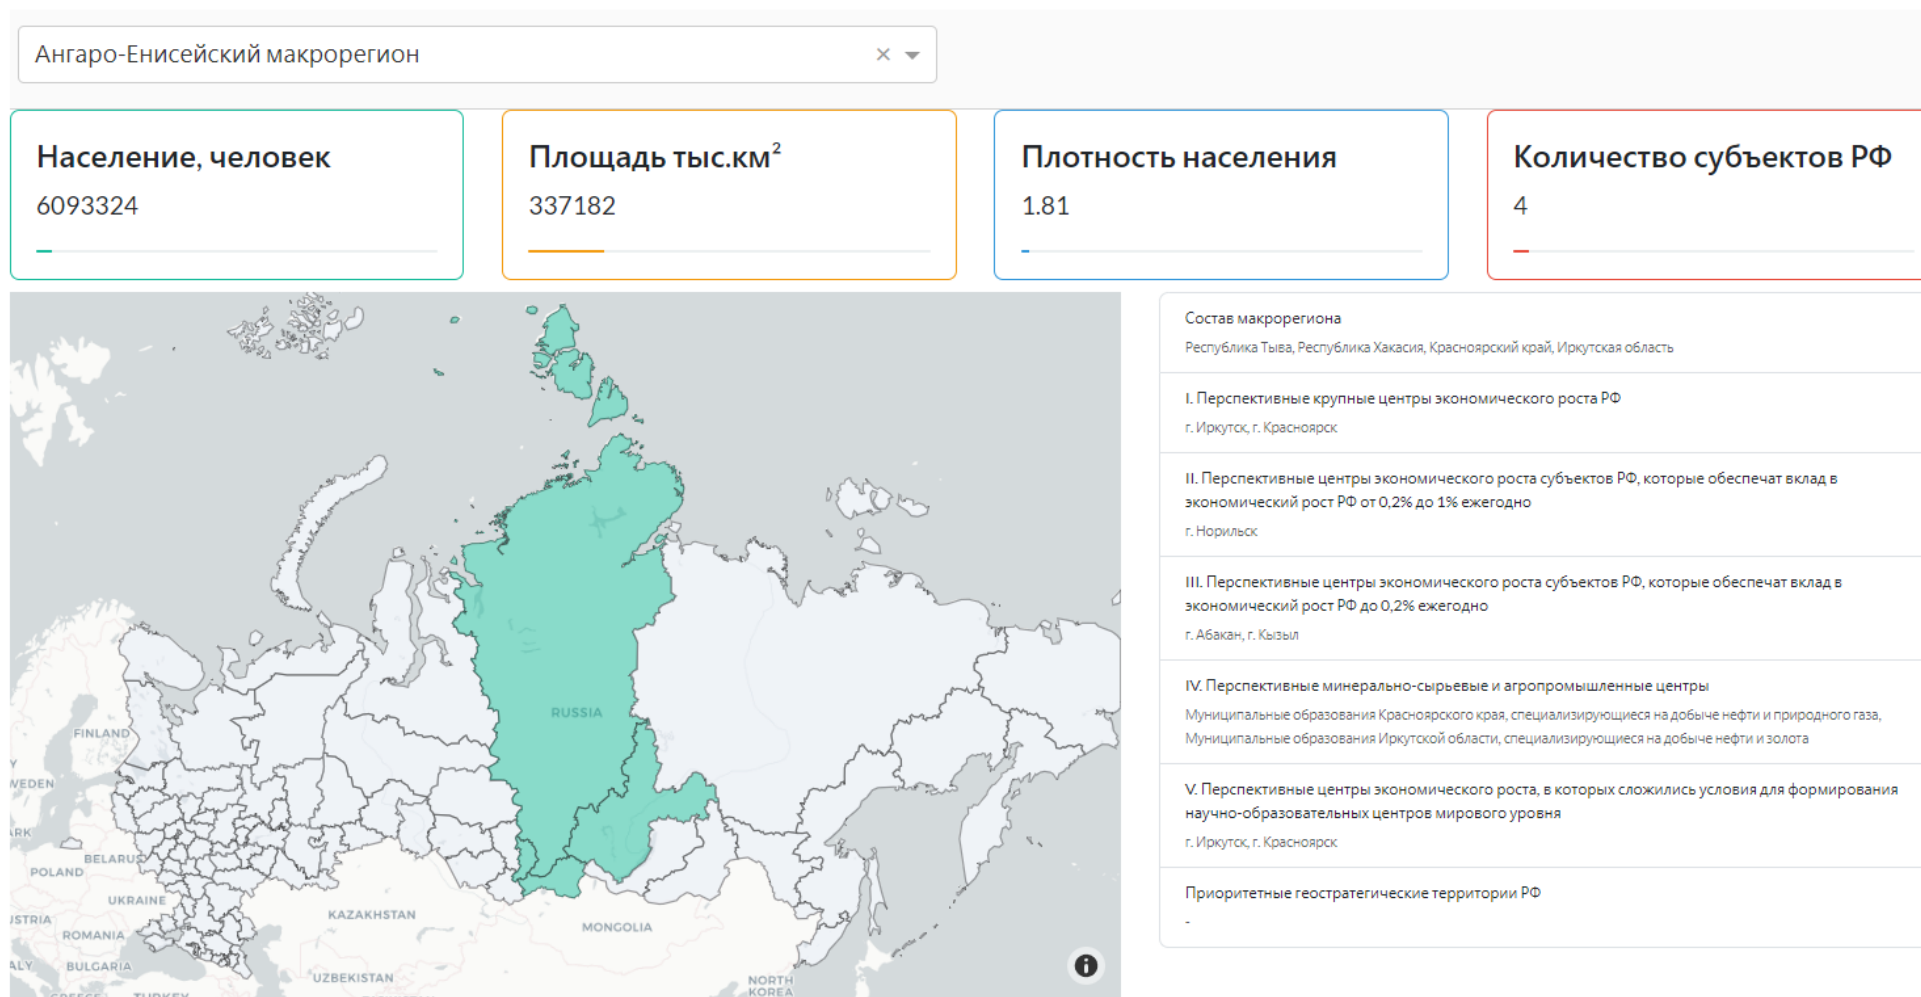 Ангаро-Енисейский макрорегион
Население, человек
6093324
Площадь тыс.км²
337182
Плотность населения
1.81
Количество субъектов РФ
4
Состав макрорегиона
Республика Тыва, Республика Хакасия, Красноярский край, Иркутская область
I. Перспективные крупные центры экономического роста РФ
г. Иркутск, г. Красноярск
II. Перспективные центры экономического роста субъектов РФ, которые обеспечат вклад в
экономический рост РФ от 0,2% до 1% ежегодно
г. Норильск
III. Перспективные центры экономического роста субъектов РФ, которые обеспечат вклад в
экономический рост РФ до 0,2% ежегодно
г. Абакан, г. Кызыл
IV. Перспективные минерально-сырьевые и агропромышленные центры
Муниципальные образования Красноярского края, специализирующиеся на добыче нефти и природного газа,
Муниципальные образования Иркутской области, специализирующиеся на добыче нефти и золота
V. Перспективные центры экономического роста, в которых сложились условия для формирования
научно-образовательных центров мирового уровня
г. Иркутск, г. Красноярск
Приоритетные геостратегические территории РФ
-
RUSSIA
FINLAND
WEDEN
ARK
BELARUS
POLAND
UKRAINE
USTRIA
KAZAKHSTAN
MONGOLIA
ROMANIA
ALY
BULGARIA
UZBEKISTAN
NORTH
KOREA
GREECE
TURKEY